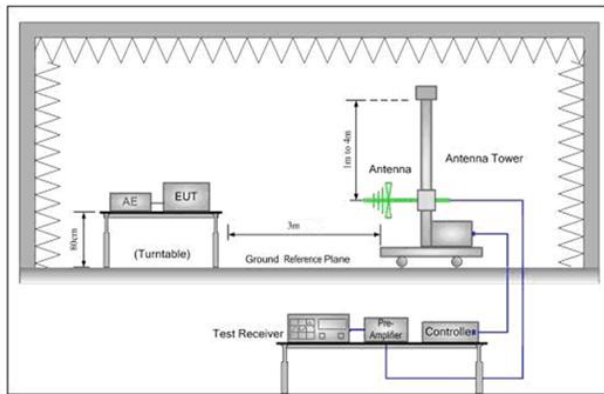 1m to 4m
Antenna
Antenna Tower
AE
EUT
80cm
(Turntable)
3m
Ground Reference Plane
Test Receiver
Pre-
Amplifier
Controller